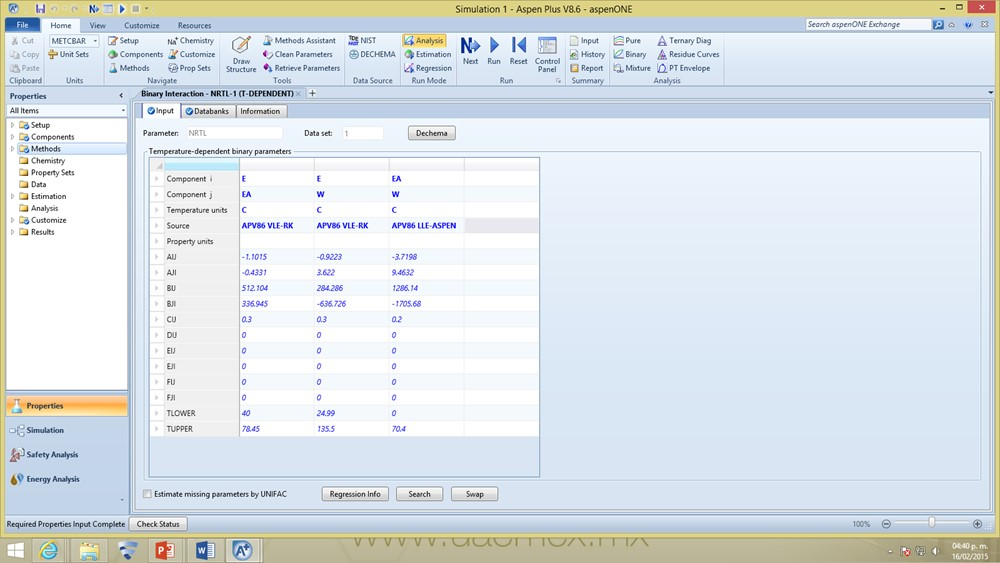 Simulation 1 - Aspen Plus V8.6 - aspenONE
File Home View Customize Resources
Search aspenONE Exchange
Cut
Copy
Paste
Clipboard
METCBAR
Unit Sets
Units
Setup
Components
Methods
Chemistry
Customize
Prop Sets
Navigate
Draw Structure
Methods Assistant
Clean Parameters
Retrieve Parameters
Tools
NIST
DECHEMA
Data Source
Analysis
Estimation
Regression
Run Mode
Next Run Reset Control Panel
Run
Input
History
Report
Summary
Pure
Binary
Mixture
Ternary Diag
Residue Curves
PT Envelope
Analysis
Properties
All Items
Setup
Components
Methods
Chemistry
Property Sets
Data
Estimation
Analysis
Customize
Results
Properties
Simulation
Safety Analysis
Energy Analysis
Binary Interaction - NRTL-1 (T-DEPENDENT)
Input Databanks Information
Parameter: NRTL Data set: 1 Dechema
Temperature-dependent binary parameters
Component i E E EA
Component j EA W W
Temperature units C C C
Source APV86 VLE-RK APV86 VLE-RK APV86 LLE-ASPEN
Property units
AIJ -1.1015 -0.9223 -3.7198
AJI -0.4331 3.622 9.4632
BIJ 512.104 284.286 1286.14
BJI 336.945 -636.726 -1705.68
CIJ 0.3 0.3 0.2
DIJ 0 0 0
EIJ 0 0 0
EJI 0 0 0
FIJ 0 0 0
FJI 0 0 0
TLOWER 40 24.99 0
TUPPER 78.45 135.5 70.4
Estimate missing parameters by UNIFAC Regression Info Search Swap
Required Properties Input Complete Check Status 100%
04:40 p. m.
16/02/2015